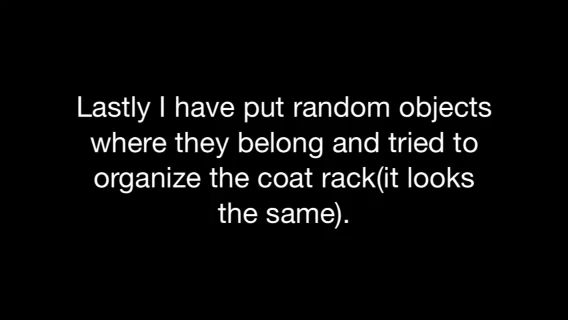 Lastly I have put random objects
where they belong and tried to
organize the coat rack(it looks
the same).